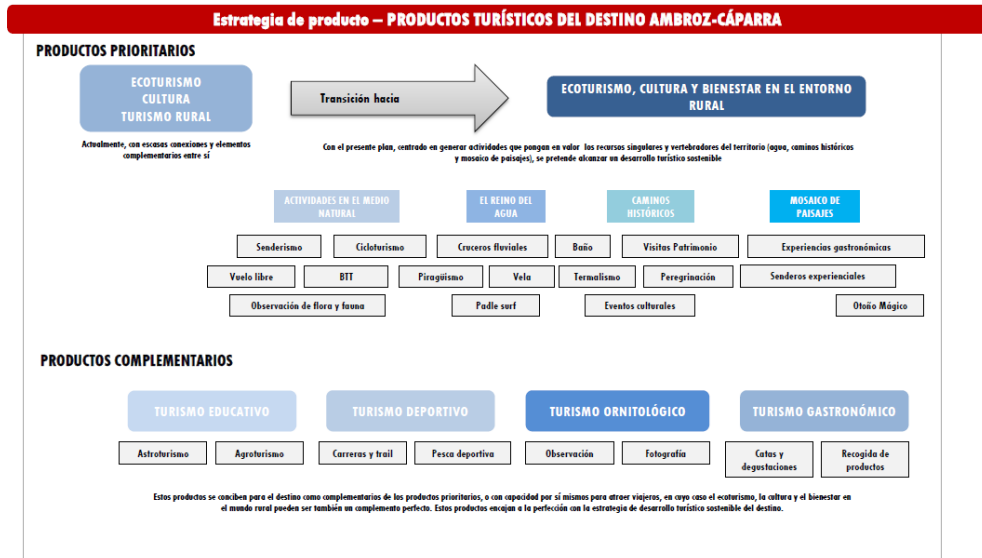 Estrategia de producto – PRODUCTOS TURÍSTICOS DEL DESTINO AMBROZ-CÁPARRA
PRODUCTOS PRIORITARIOS
ECOTURISMO
CULTURA
TURISMO RURAL
Transición hacia
ECOTURISMO, CULTURA Y BIENESTAR EN EL ENTORNO
RURAL
Actualmente, con escasas conexiones y elementos
complementarios entre sí
Con el presente plan, centrado en generar actividades que pongan en valor los recursos singulares y vertebradores del territorio (agua, caminos históricos
y mosaico de paisajes), se pretende alcanzar un desarrollo turístico sostenible
ACTIVIDADES EN EL MEDIO
NATURAL
EL REINO DEL
AGUA
CAMINOS
HISTÓRICOS
MOSAICO DE
PAISAJES
Senderismo
Cicloturismo
Cruceros fluviales
Baño
Visitas Patrimonio
Experiencias gastronómicas
Vuelo libre
BTT
Piragüismo
Vela
Termalismo
Peregrinación
Senderos experienciales
Observación de flora y fauna
Padle surf
Eventos culturales
Otoño Mágico
PRODUCTOS COMPLEMENTARIOS
TURISMO EDUCATIVO
TURISMO DEPORTIVO
TURISMO ORNITOLÓGICO
TURISMO GASTRONÓMICO
Astroturismo
Agroturismo
Carreras y trail
Pesca deportiva
Observación
Fotografía
Catas y
degustaciones
Recogida de
productos
Estos productos se conciben para el destino como complementarios de los productos prioritarios, o con capacidad por sí mismos para atraer viajeros, en cuyo caso el ecoturismo, la cultura y el bienestar en
el mundo rural pueden ser también un complemento perfecto. Estos productos encajan a la perfección con la estrategia de desarrollo turístico sostenible del destino.